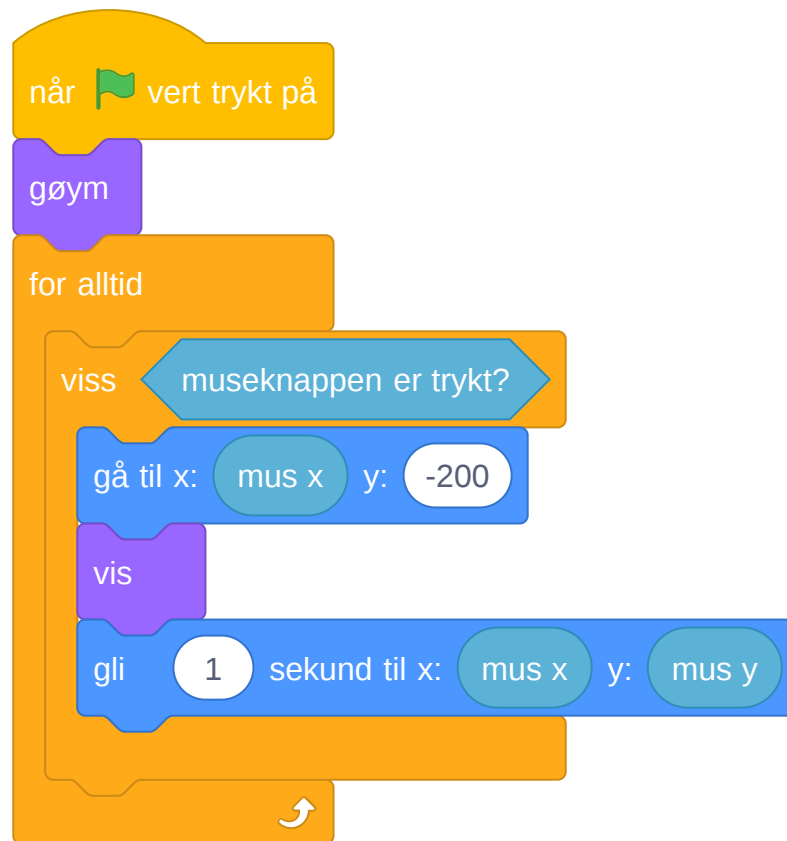 når vert trykt på
gøym
for alltid
viss museknappen er trykt?
gå til x: mus x y: -200
vis
gli 1 sekund til x: mus x y: mus y